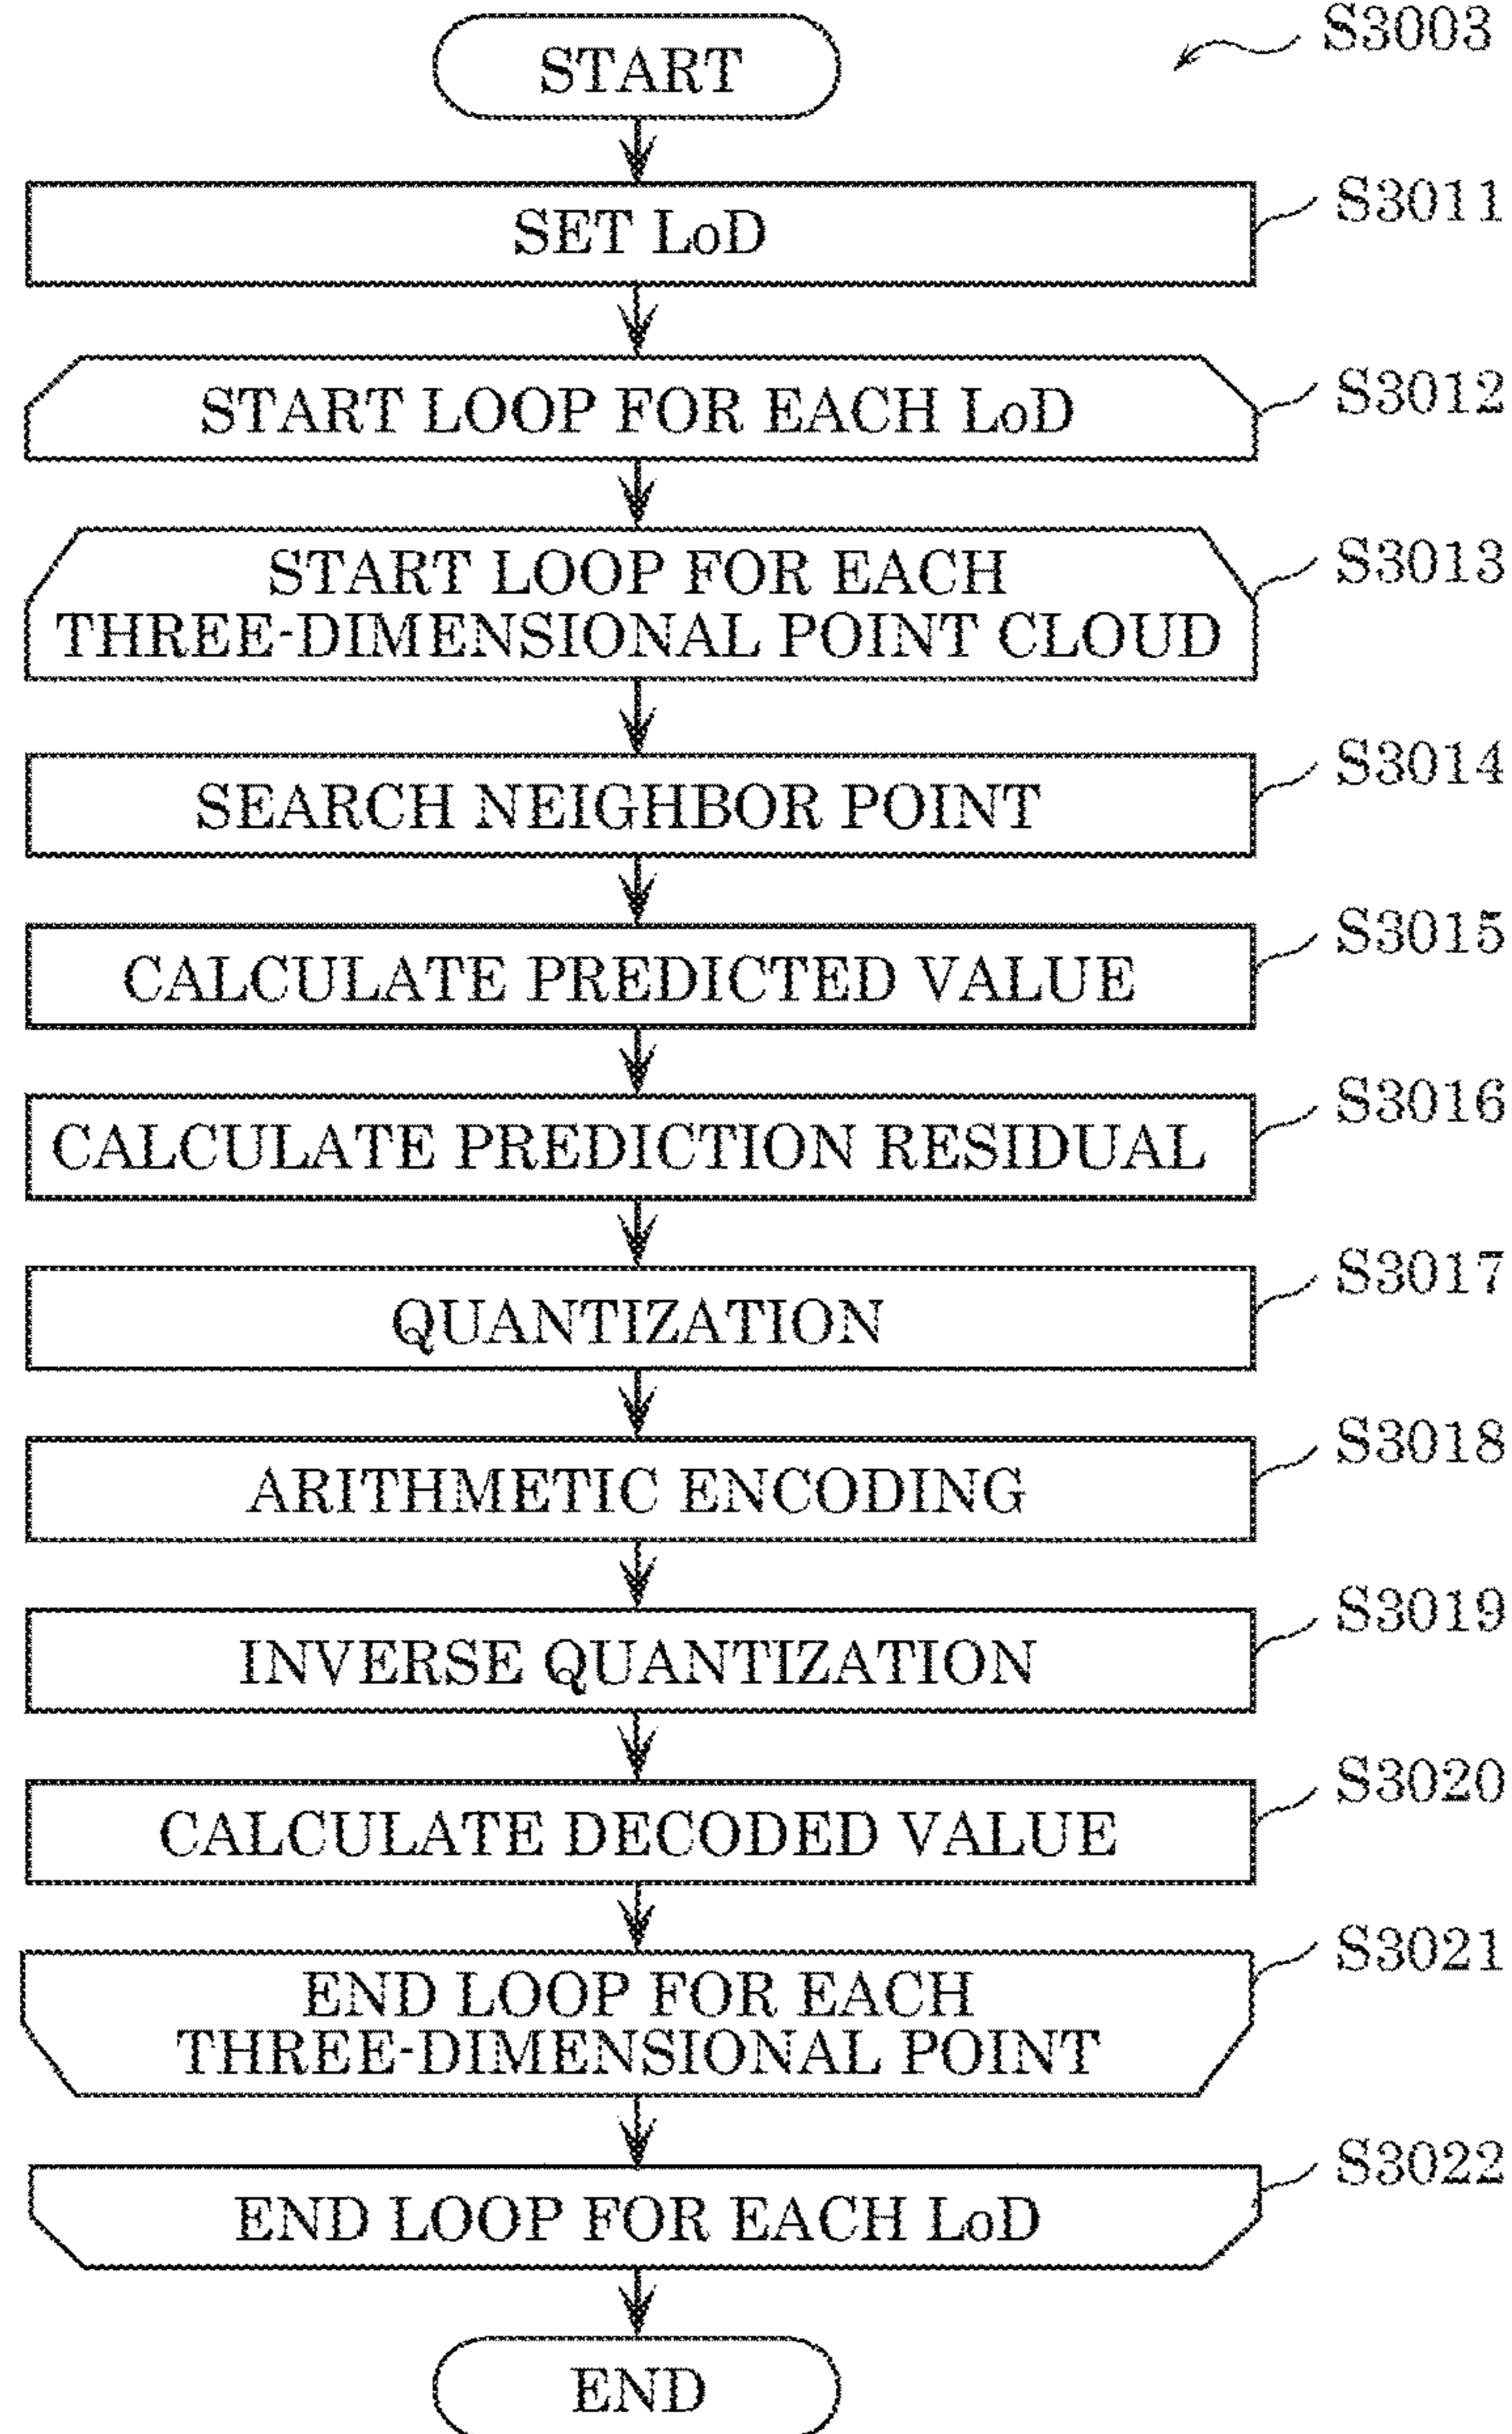 S3003
START
SET LoD
S3011
START LOOP FOR EACH LoD
S3012
START LOOP FOR EACH
THREE-DIMENSIONAL POINT CLOUD
S3013
SEARCH NEIGHBOR POINT
S3014
CALCULATE PREDICTED VALUE
S3015
CALCULATE PREDICTION RESIDUAL
S3016
QUANTIZATION
S3017
ARITHMETIC ENCODING
S3018
INVERSE QUANTIZATION
S3019
CALCULATE DECODED VALUE
S3020
END LOOP FOR EACH
THREE-DIMENSIONAL POINT
S3021
END LOOP FOR EACH LoD
S3022
END